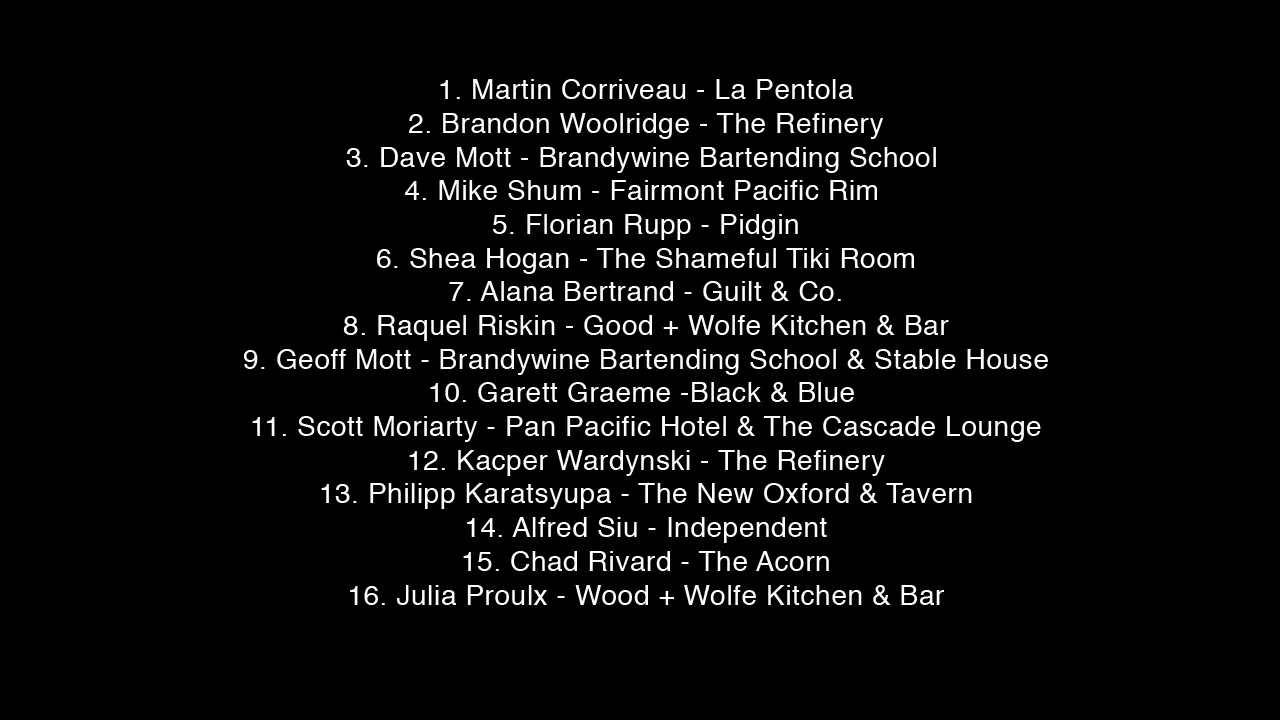 1. Martin Corriveau - La Pentola
2. Brandon Woolridge - The Refinery
3. Dave Mott - Brandywine Bartending School
4. Mike Shum - Fairmont Pacific Rim
5. Florian Rupp - Pidgin
6. Shea Hogan - The Shameful Tiki Room
7. Alana Bertrand - Guilt & Co.
8. Raquel Riskin - Good + Wolfe Kitchen & Bar
9. Geoff Mott - Brandywine Bartending School & Stable House
10. Garett Graeme -Black & Blue
11. Scott Moriarty - Pan Pacific Hotel & The Cascade Lounge
12. Kacper Wardynski - The Refinery
13. Philipp Karatsyupa - The New Oxford & Tavern
14. Alfred Siu - Independent
15. Chad Rivard - The Acorn
16. Julia Proulx - Wood + Wolfe Kitchen & Bar